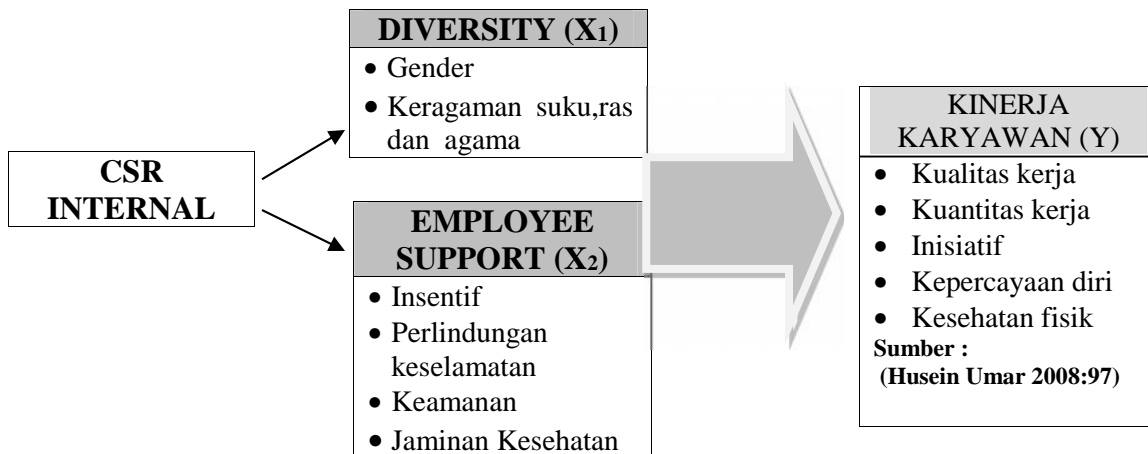 CSR
INTERNAL
DIVERSITY (X1)
• Gender
• Keragaman suku,ras
dan agama
EMPLOYEE
SUPPORT (X2)
• Insentif
• Perlindungan
keselamatan
• Keamanan
• Jaminan Kesehatan
KINERJA
KARYAWAN (Y)
• Kualitas kerja
• Kuantitas kerja
• Inisiatif
• Kepercayaan diri
• Kesehatan fisik
Sumber :
(Husein Umar 2008:97)